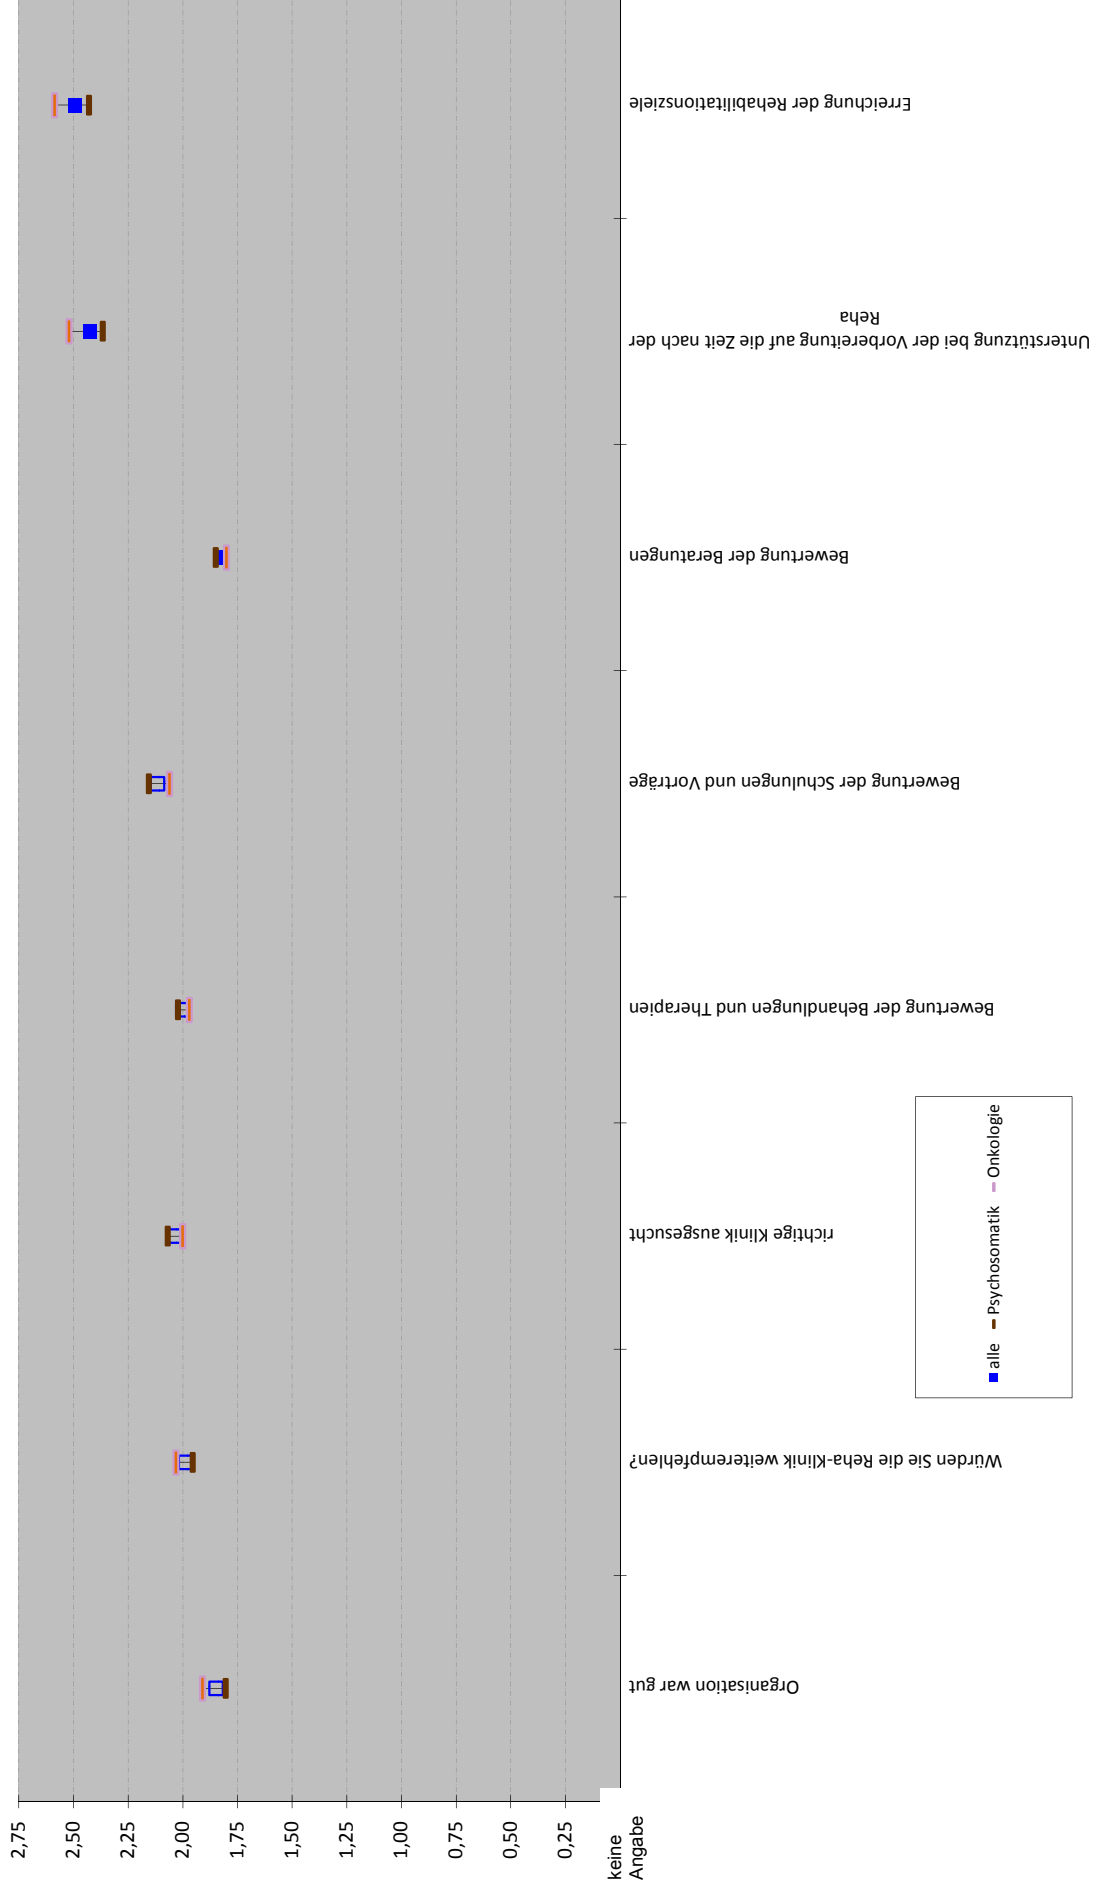 2,75
2,50
2,25
2,00
1,75
1,50
1,25
1,00
0,75
0,50
0,25
keine
Angabe
Organisation war gut
Würden Sie die Reha-Klinik weiterempfehlen?
richtige Klinik ausgesucht
Bewertung der Behandlungen und Therapien
Bewertung der Schulungen und Vorträge
Bewertung der Beratungen
Unterstützung bei der Vorbereitung auf die Zeit nach der
Reha
Erreichung der Rehabilitationsziele
alle Psychosomatik Onkologie